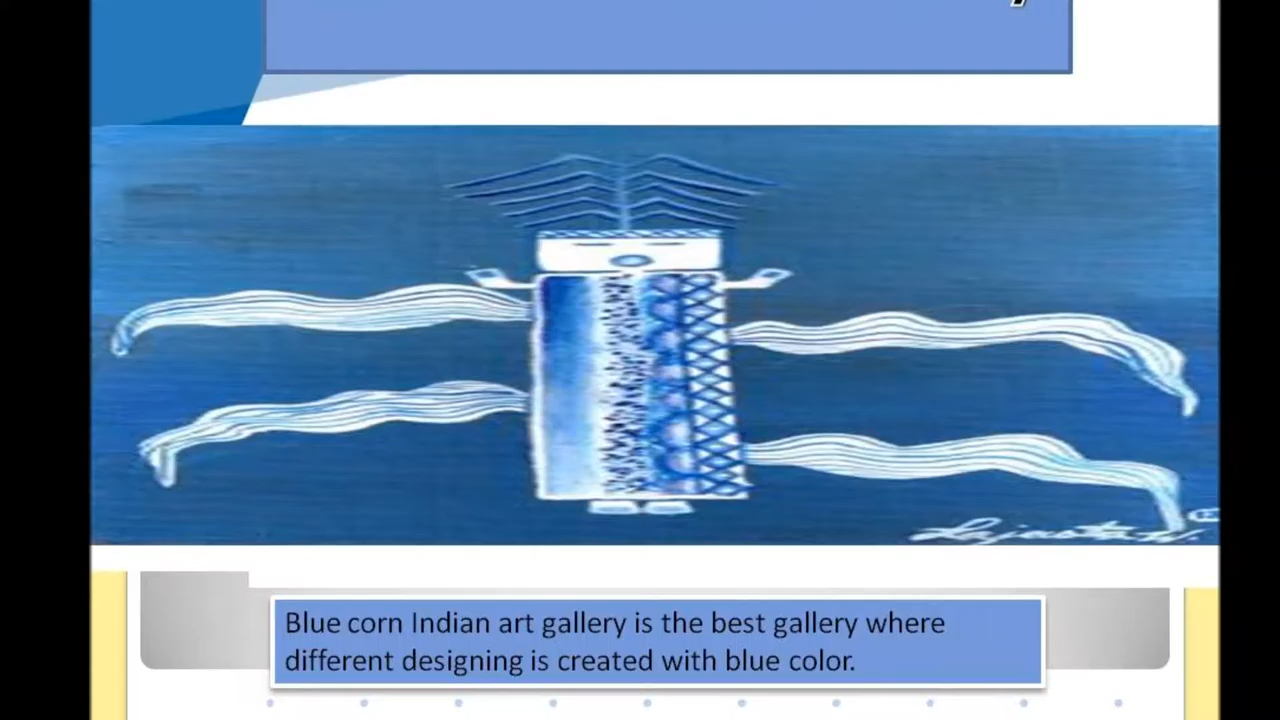 Blue corn Indian art gallery is the best gallery where
different designing is created with blue color.